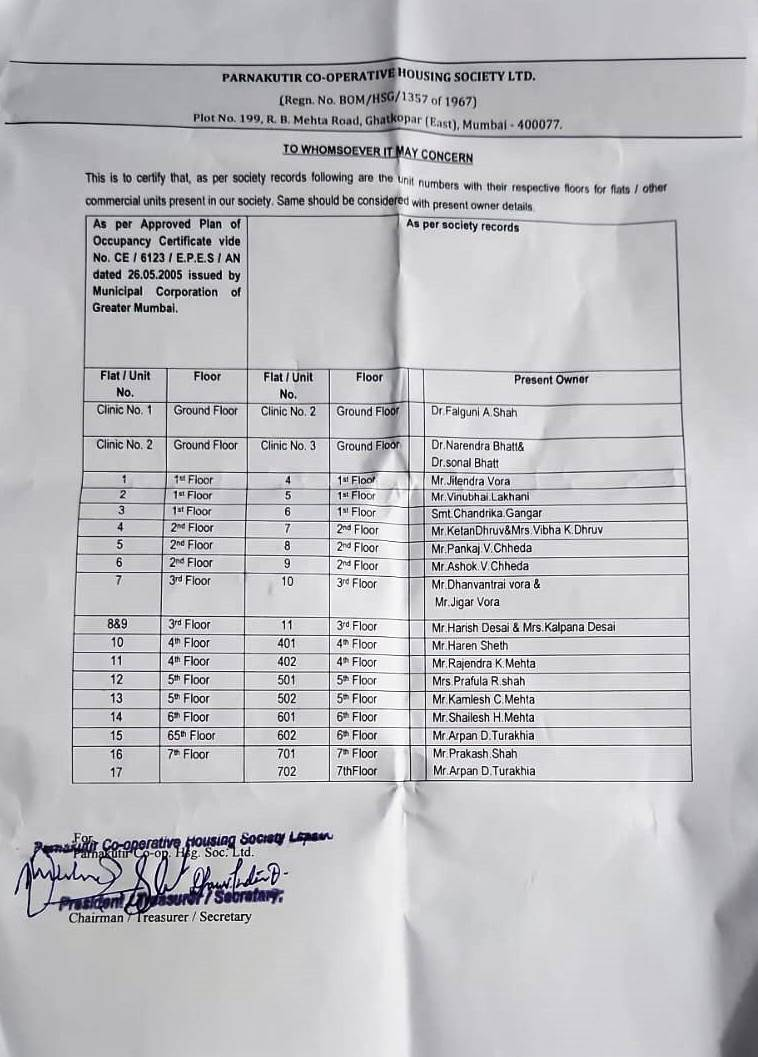 PARNAKUTIR CO-OPERATIVE HOUSING SOCIETY LTD.
(Regn. No. BOM/HSG/1357 of 1967)
Plot No. 199, R. B. Mehta Road, Ghatkopar (East), Mumbai - 400077.
TO WHOMSOEVER IT MAY CONCERN
This is to certify that, as per society records following are the unit numbers with their respective floors for flats / other
commercial units present in our society. Same should be considered with present owner details.
As per Approved Plan of
Occupancy Certificate vide
No. CE / 6123 / E.P.E.S / AN
dated 26.05.2005 issued by
Municipal Corporation of
Greater Mumbai.
As per society records
Flat / Unit No. Floor Flat / Unit No. Floor Present Owner
Clinic No. 1 Ground Floor Clinic No. 2 Ground Floor Dr.Falguni A.Shah
Clinic No. 2 Ground Floor Clinic No. 3 Ground Floor Dr.Narendra Bhatt&
Dr.sonal Bhatt
1 1st Floor 4 1st Floor Mr.Jitendra Vora
2 1st Floor 5 1st Floor Mr.Vinubhai.Lakhani
3 1st Floor 6 1st Floor Smt.Chandrika.Gangar
4 2nd Floor 7 2nd Floor Mr.KetanDhruv&Mrs.Vibha K.Dhruv
5 2nd Floor 8 2nd Floor Mr.Pankaj.V.Chheda
6 2nd Floor 9 2nd Floor Mr.Ashok.V.Chheda
7 3rd Floor 10 3rd Floor Mr.Dhanvantrai vora &
Mr.Jigar Vora
8&9 3rd Floor 11 3rd Floor Mr.Harish Desai & Mrs.Kalpana Desai
10 4th Floor 401 4th Floor Mr.Haren Sheth
11 4th Floor 402 4th Floor Mr.Rajendra K.Mehta
12 5th Floor 501 5th Floor Mrs.Prafula R.shah
13 5th Floor 502 5th Floor Mr.Kamlesh C.Mehta
14 6th Floor 601 6th Floor Mr.Shailesh H.Mehta
15 65th Floor 602 6th Floor Mr.Arpan D.Turakhia
16 7th Floor 701 7th Floor Mr.Prakash.Shah
17 702 7thFloor Mr.Arpan D.Turakhia
For
Parnakutir Co-operative Housing Society
Parnakutir Co-op. Hsg. Soc. Ltd.
President / Treasurer / Secretary.
Chairman / Treasurer / Secretary